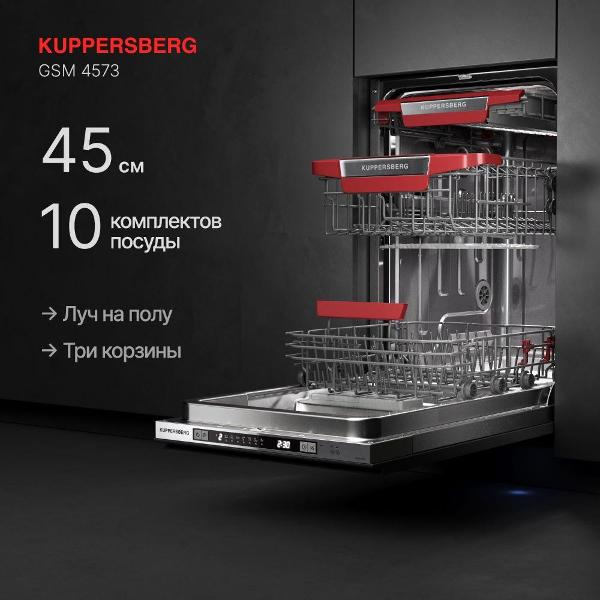 KUPPERSBERG
GSM 4573
45 см
10 комплектов
посуды
→ Луч на полу
→ Три корзины
KUPPERSBERG
KUPPERSBERG
KUPPERSBERG
2:30